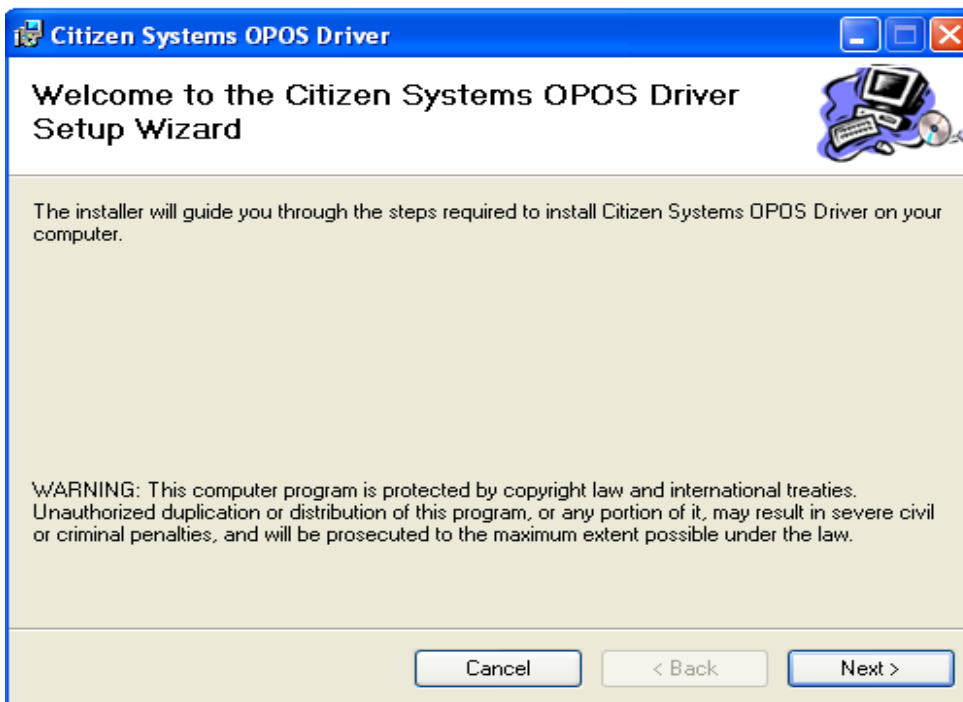 Citizen Systems OPOS Driver
Welcome to the Citizen Systems OPOS Driver
Setup Wizard
The installer will guide you through the steps required to install Citizen Systems OPOS Driver on your
computer.
WARNING: This computer program is protected by copyright law and international treaties.
Unauthorized duplication or distribution of this program, or any portion of it, may result in severe civil
or criminal penalties, and will be prosecuted to the maximum extent possible under the law.
Cancel < Back Next >